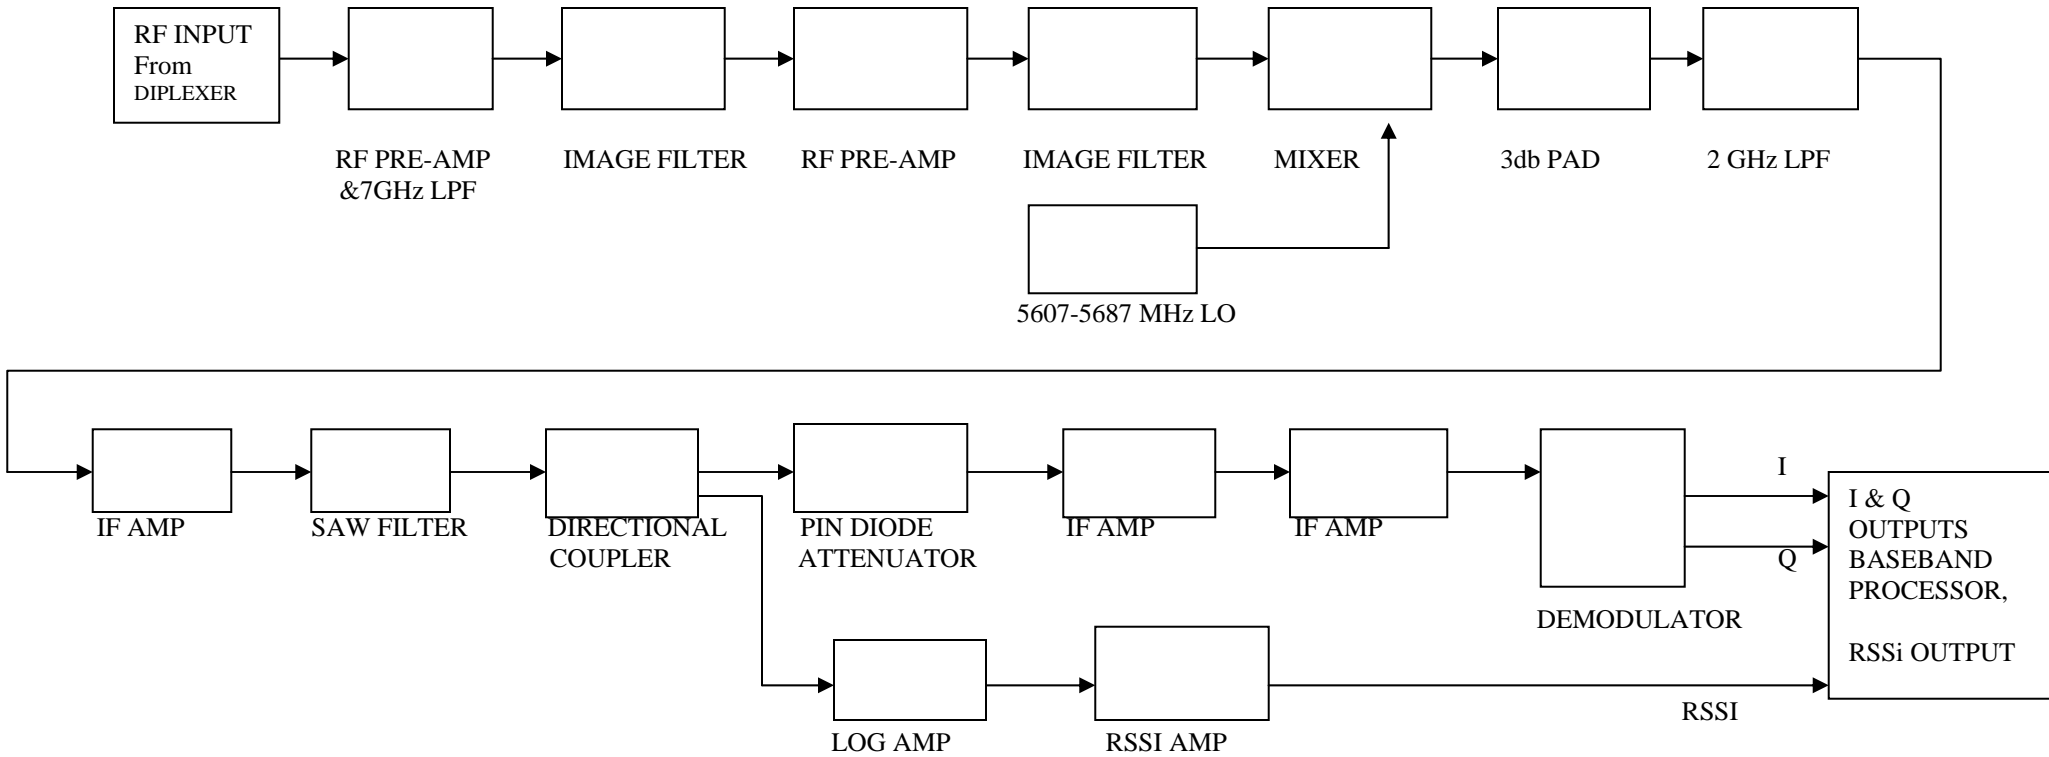 RF INPUT
From
DIPLEXER
RF PRE-AMP
&7GHz LPF
IMAGE FILTER
RF PRE-AMP
IMAGE FILTER
MIXER
3db PAD
2 GHz LPF
5607-5687 MHz LO
IF AMP
SAW FILTER
DIRECTIONAL
COUPLER
PIN DIODE
ATTENUATOR
IF AMP
IF AMP
DEMODULATOR
I
Q
I & Q
OUTPUTS
BASEBAND
PROCESSOR,
RSSi OUTPUT
LOG AMP
RSSI AMP
RSSI